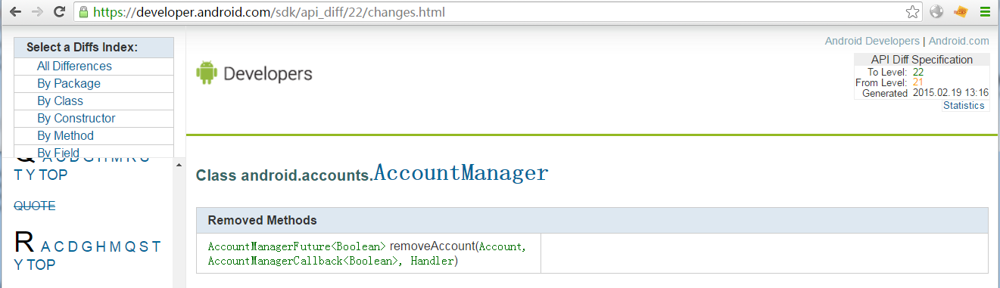 https://developer.android.com/sdk/api_diff/22/changes.html
Select a Diffs Index:
All Differences
By Package
By Class
By Constructor
By Method
By Field
Q A C D G H M R S
T Y TOP
QUOTE
R A C D G H M Q S T
Y TOP
Developers
Android Developers | Android.com
API Diff Specification
To Level: 22
From Level: 21
Generated 2015.02.19 13:16
Statistics
Class android.accounts.AccountManager
Removed Methods
AccountManagerFuture<Boolean> removeAccount(Account,
AccountManagerCallback<Boolean>, Handler)